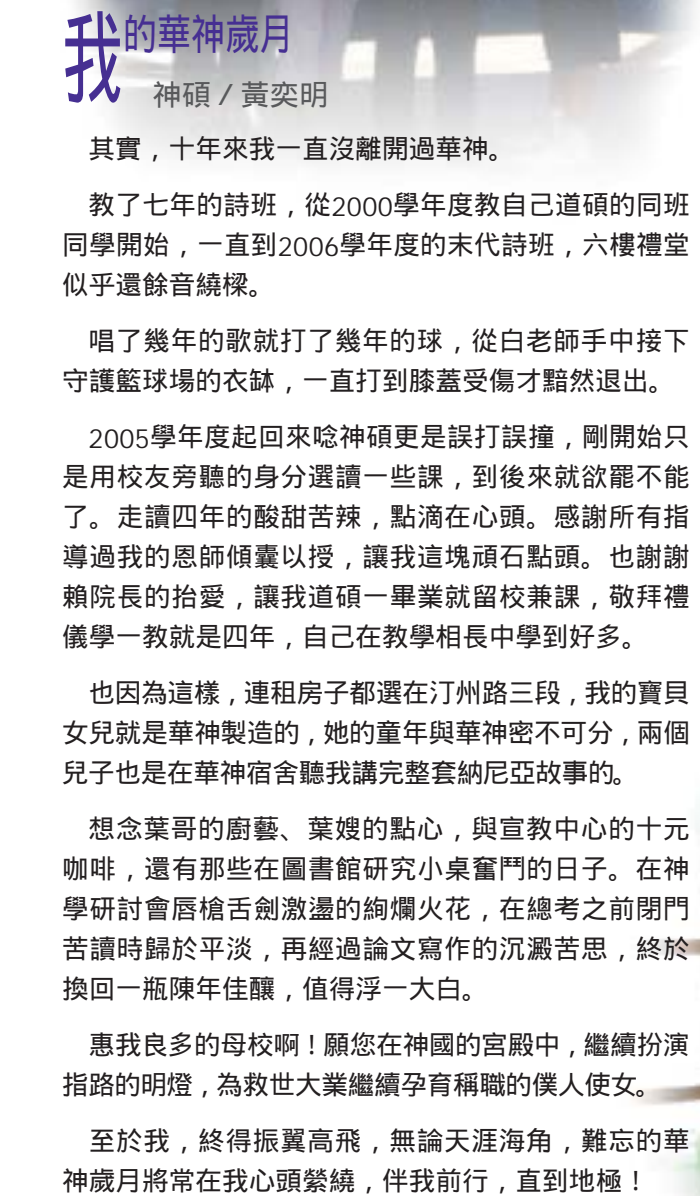 我的華神歲月
神碩 / 黃奕明
其實，十年來我一直沒離開過華神。
教了七年的詩班，從2000學年度教自己道碩的同班
同學開始，一直到2006學年度的末代詩班，六樓禮堂
似乎還餘音繞樑。
唱了幾年的歌就打了幾年的球，從白老師手中接下
守護籃球場的衣缽，一直打到膝蓋受傷才黯然退出。
2005學年度起回來唸神碩更是誤打誤撞，剛開始只
是用校友旁聽的身分選讀一些課，到後來就欲罷不能
了。走讀四年的酸甜苦辣，點滴在心頭。感謝所有指
導過我的恩師傾囊以授，讓我這塊頑石點頭。也謝謝
賴院長的抬愛，讓我道碩一畢業就留校兼課，敬拜禮
儀學一教就是四年，自己在教學相長中學到好多。
也因為這樣，連租房子都選在汀州路三段，我的寶貝
女兒就是華神製造的，她的童年與華神密不可分，兩個
兒子也是在華神宿舍聽我講完整套納尼亞故事的。
想念葉哥的廚藝、葉嫂的點心，與宣教中心的十元
咖啡，還有那些在圖書館研究小桌奮鬥的日子。在神
學研討會唇槍舌劍激盪的絢爛火花，在總考之前閉門
苦讀時歸於平淡，再經過論文寫作的沉澱苦思，終於
換回一瓶陳年佳釀，值得浮一大白。
惠我良多的母校啊！願您在神國的宮殿中，繼續扮演
指路的明燈，為救世大業繼續孕育稱職的僕人使女。
至於我，終得振翼高飛，無論天涯海角，難忘的華
神歲月將常在我心頭縈繞，伴我前行，直到地極！